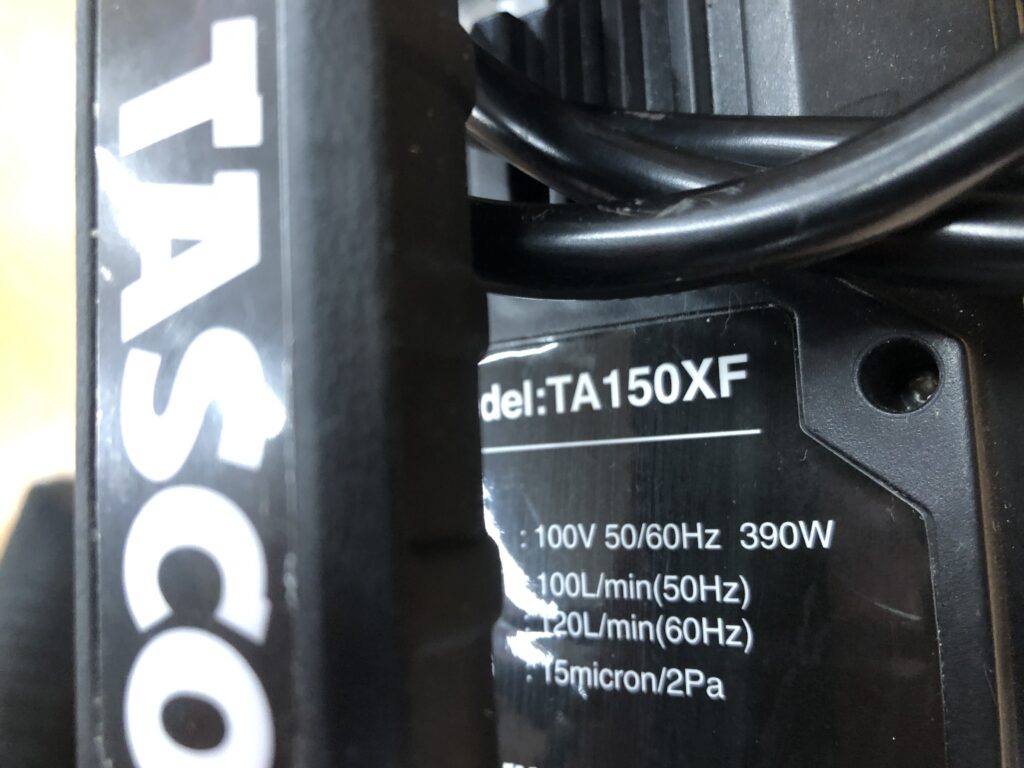 TASCO
del:TA150XF
: 100V 50/60Hz 390W
: 100L/min(50Hz)
: 120L/min(60Hz)
: 15micron/2Pa